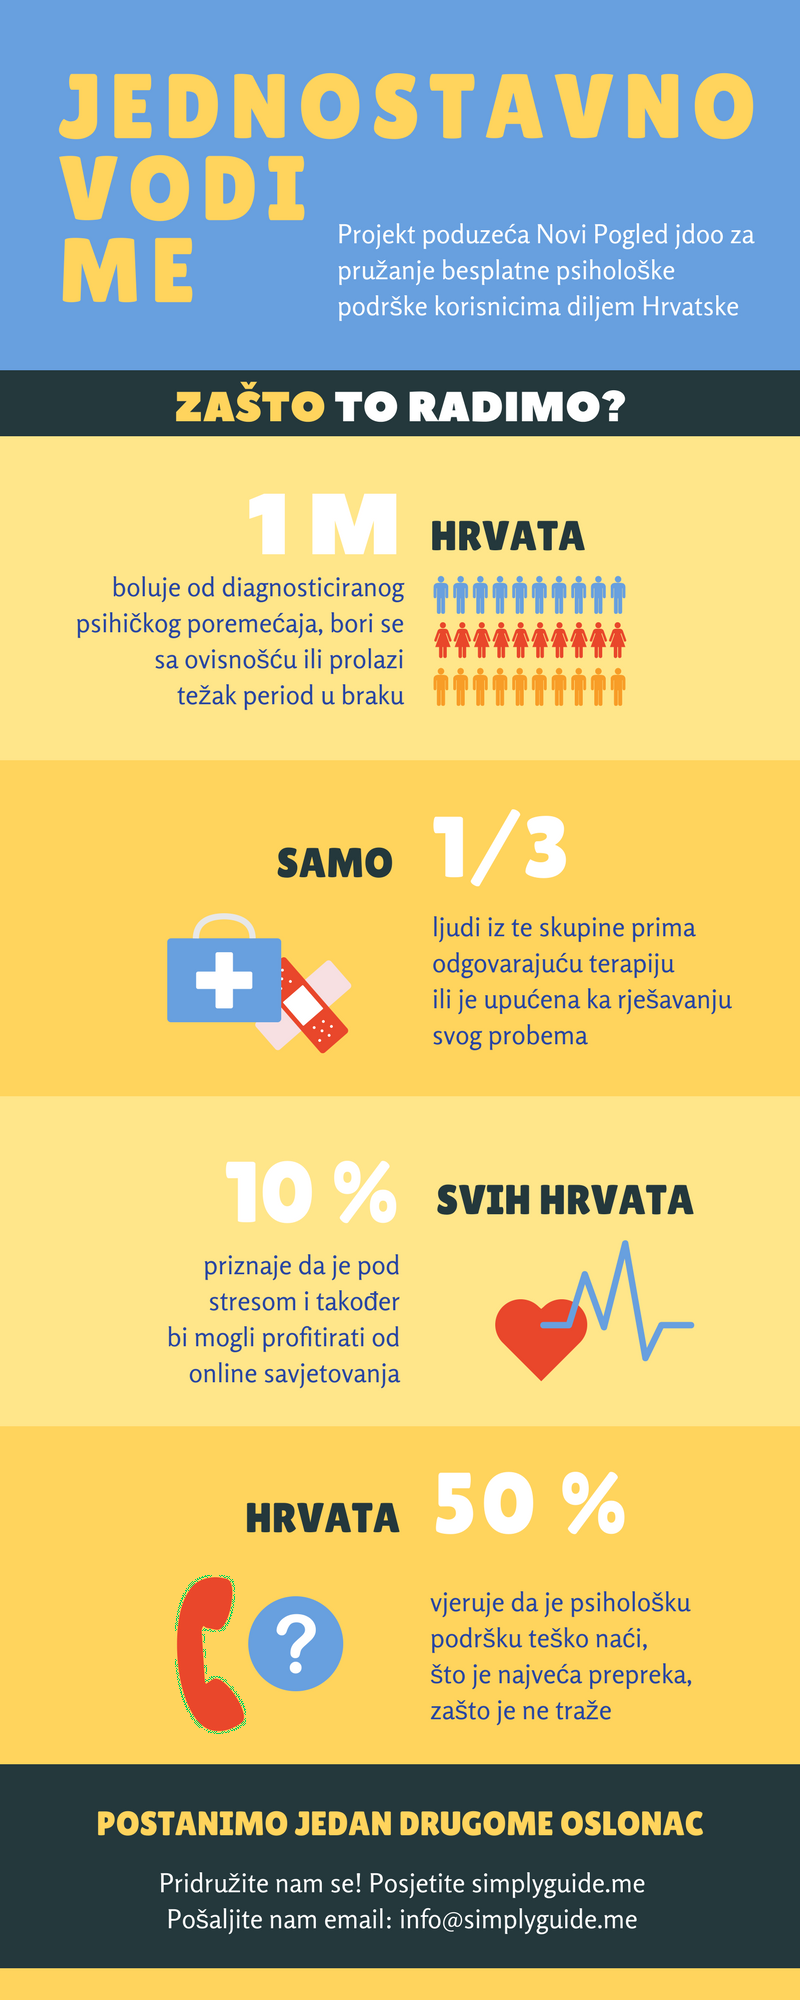 JEDNOSTAVNO
VODI
ME
Projekt poduzeća Novi Pogled jdoo za
pružanje besplatne psihološke
podrške korisnicima diljem Hrvatske
ZAŠTO TO RADIMO?
1 M HRVATA
boluje od diagnosticiranog
psihičkog poremećaja, bori se
sa ovisnošću ili prolazi
težak period u braku
SAMO 1/3
ljudi iz te skupine prima
odgovarajuću terapiju
ili je upućena ka rješavanju
svog probema
10 % SVIH HRVATA
priznaje da je pod
stresom i također
bi mogli profitirati od
online savjetovanja
HRVATA 50 %
?
vjeruje da je psihološku
podršku teško naći,
što je najveća prepreka,
zašto je ne traže
POSTANIMO JEDAN DRUGOME OSLONAC
Pridružite nam se! Posjetite simplyguide.me
Pošaljite nam email: info@simplyguide.me